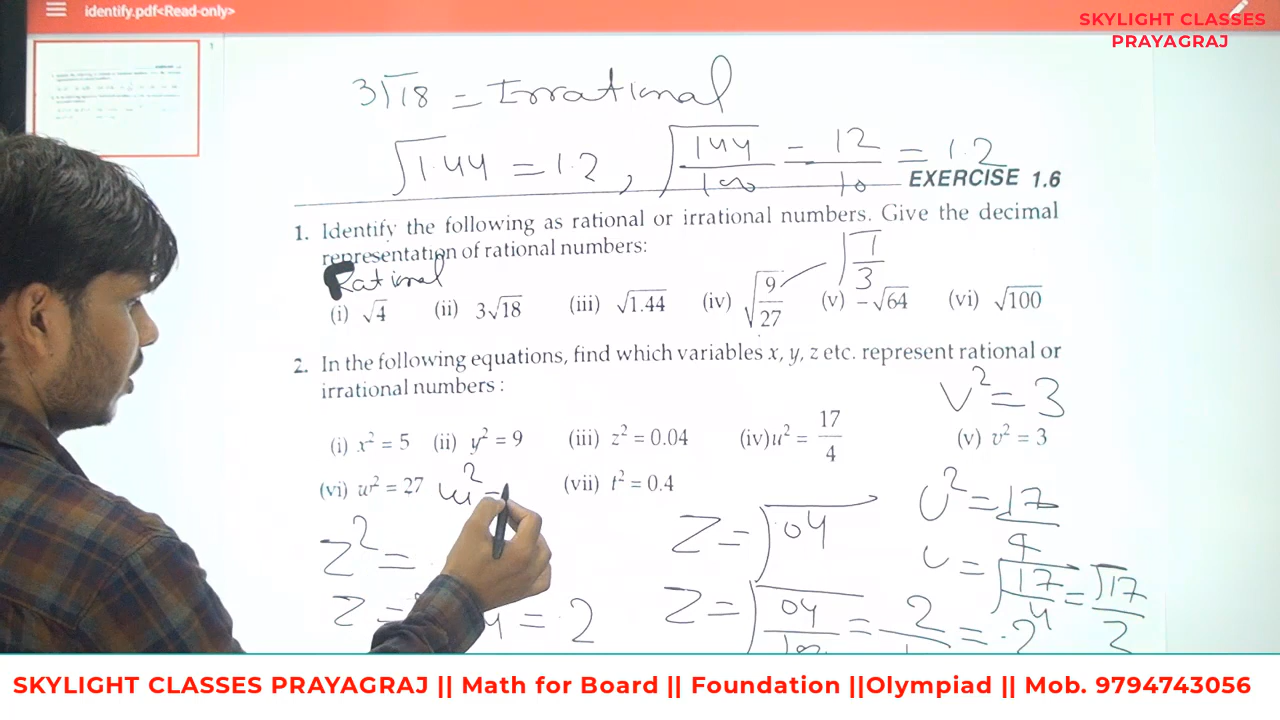 identify.pdf<Read-only>
SKYLIGHT CLASSES
PRAYAGRAJ
1
3√18 = Irrational
√1.44 = 1.2 , √144/100 = 12/10 = 1.2
EXERCISE 1.6
1. Identify the following as rational or irrational numbers. Give the decimal
representation of rational numbers:
Rational
√1/3
(i) √4 (ii) 3√18 (iii) √1.44 (iv) √9/27 (v) −√64 (vi) √100
2. In the following equations, find which variables x, y, z etc. represent rational or
irrational numbers :
v² = 3
(i) x² = 5 (ii) y² = 9 (iii) z² = 0.04 (iv) u² = 17/4 (v) v² = 3
(vi) w² = 27 w² = (vii) t² = 0.4
z² =
z = √.04
u² = 17/4
u = √17/4 = √17/2
z = √04/100 = 2/1 = .2
= .2
SKYLIGHT CLASSES PRAYAGRAJ || Math for Board || Foundation ||Olympiad || Mob. 9794743056